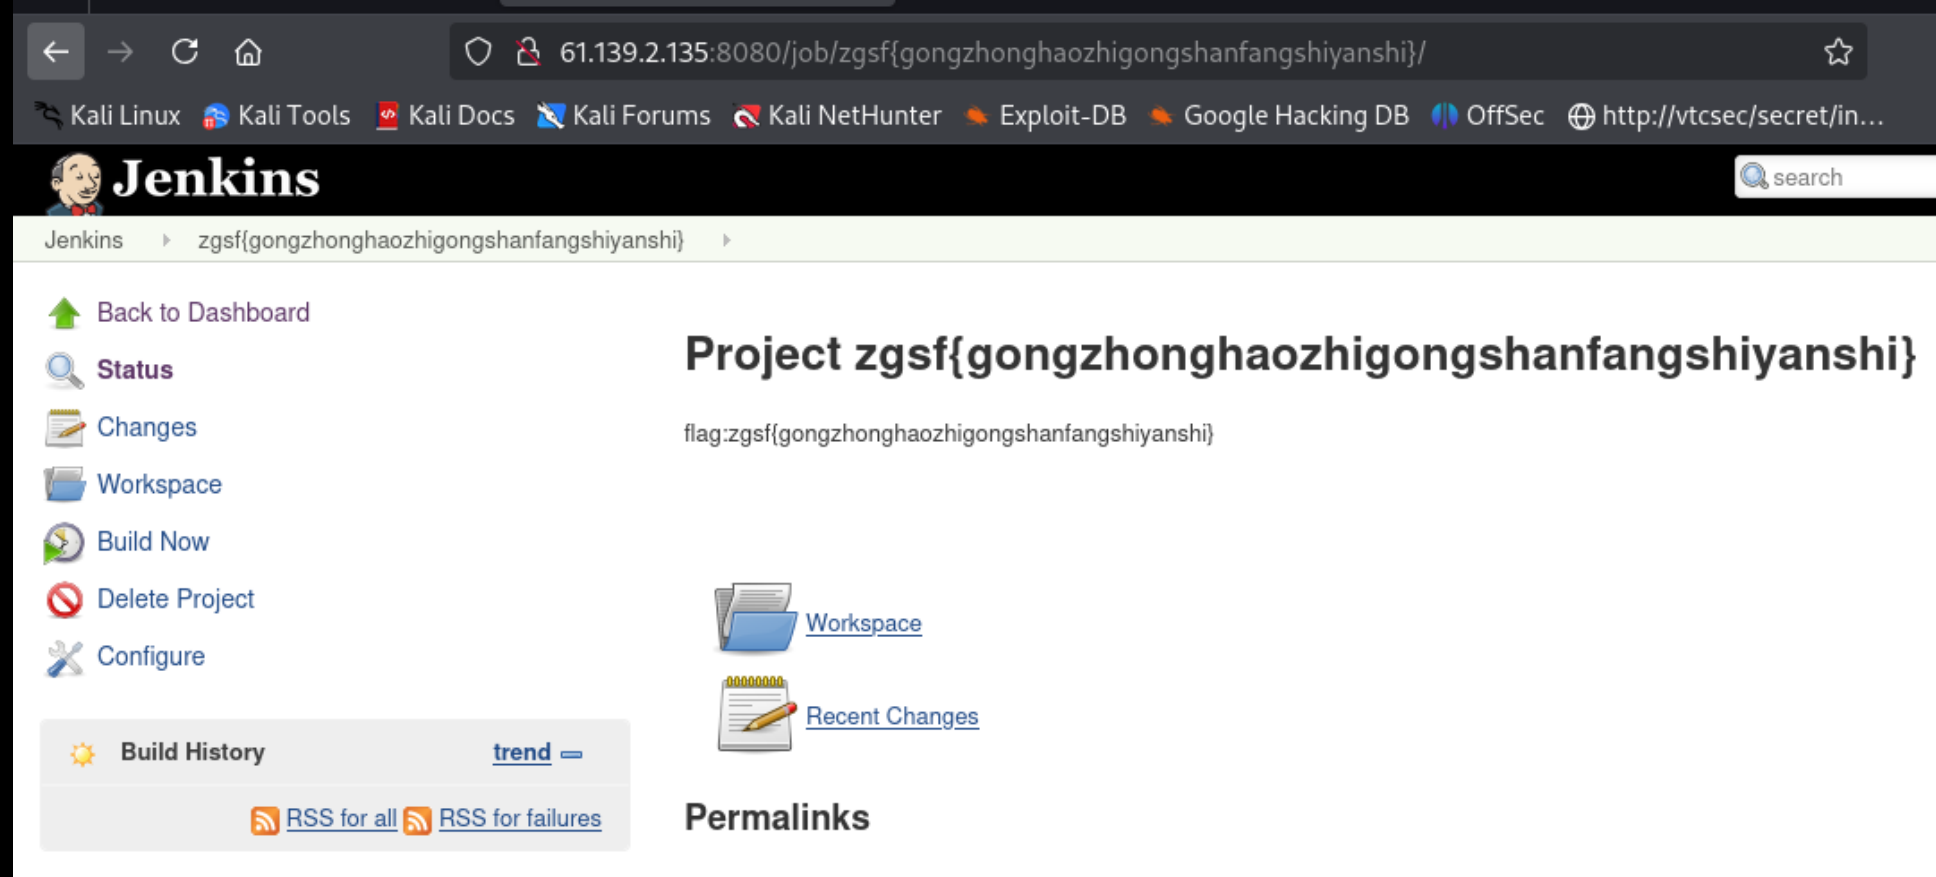 61.139.2.135:8080/job/zgsf{gongzhonghaozhigongshanfangshiyanshi}/
Kali Linux Kali Tools Kali Docs Kali Forums Kali NetHunter Exploit-DB Google Hacking DB OffSec http://vtcsec/secret/in...
Jenkins search
Jenkins zgsf{gongzhonghaozhigongshanfangshiyanshi}
Back to Dashboard
Status
Changes
Workspace
Build Now
Delete Project
Configure
Build History trend
RSS for all RSS for failures
Project zgsf{gongzhonghaozhigongshanfangshiyanshi}
flag:zgsf{gongzhonghaozhigongshanfangshiyanshi}
Workspace
Recent Changes
Permalinks